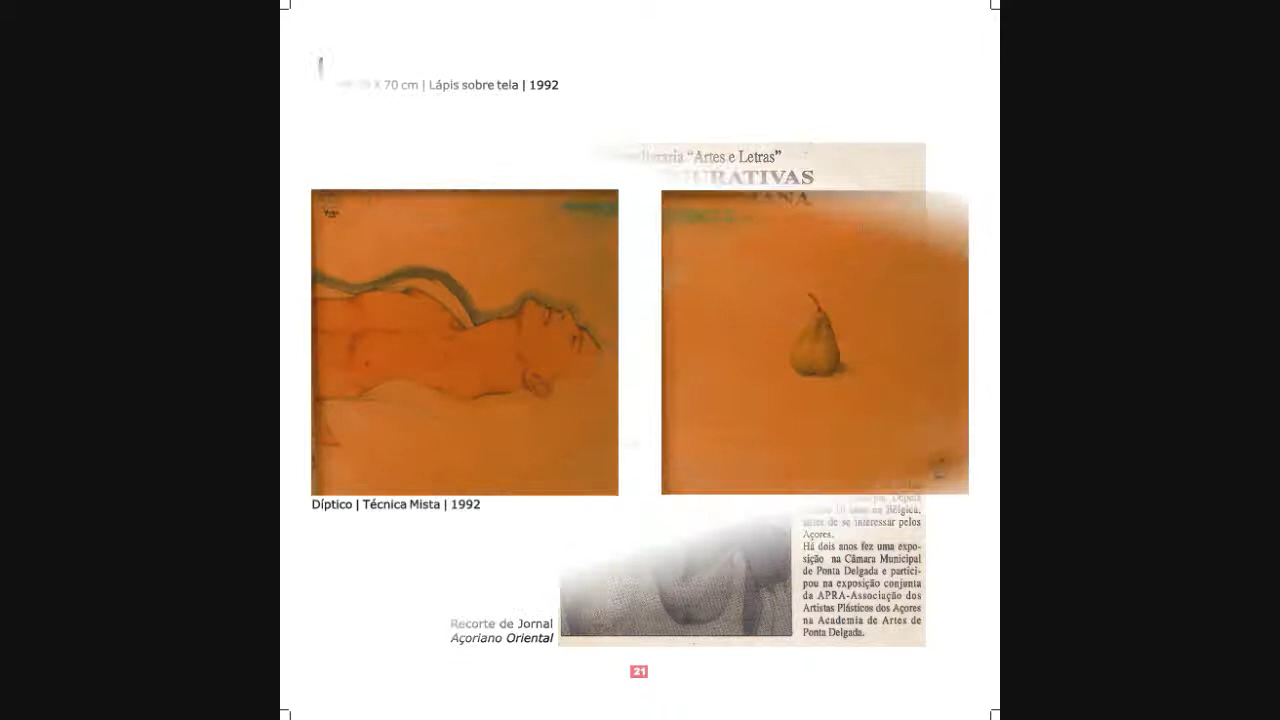 X 70 cm | Lápis sobre tela | 1992
"Artes e Letras"
Díptico | Técnica Mista | 1992
Depois
10 anos na Bélgica,
antes de se interessar pelos
Açores.
Há dois anos fez uma expo-
sição na Câmara Municipal
de Ponta Delgada e partici-
pou na exposição conjunta
da APRA-Associação dos
Artistas Plásticos dos Açores
na Academia de Artes de
Ponta Delgada.
Recorte de Jornal
Açoriano Oriental
21